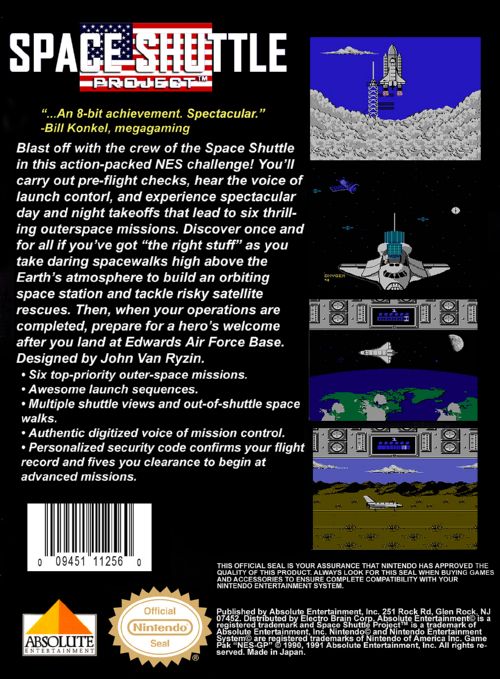 SPACE SHUTTLE
PROJECT™
“...An 8-bit achievement. Spectacular.”
-Bill Konkel, megagaming
Blast off with the crew of the Space Shuttle
in this action-packed NES challenge! You’ll
carry out pre-flight checks, hear the voice of
launch contorl, and experience spectacular
day and night takeoffs that lead to six thrill-
ing outerspace missions. Discover once and
for all if you’ve got “the right stuff” as you
take daring spacewalks high above the
Earth’s atmosphere to build an orbiting
space station and tackle risky satellite
rescues. Then, when your operations are
completed, prepare for a hero’s welcome
after you land at Edwards Air Force Base.
Designed by John Van Ryzin.
• Six top-priority outer-space missions.
• Awesome launch sequences.
• Multiple shuttle views and out-of-shuttle space
walks.
• Authentic digitized voice of mission control.
• Personalized security code confirms your flight
record and fives you clearance to begin at
advanced missions.
OXYGEN
0 09451 11256 0
THIS OFFICIAL SEAL IS YOUR ASSURANCE THAT NINTENDO HAS APPROVED THE
QUALITY OF THIS PRODUCT. ALWAYS LOOK FOR THIS SEAL WHEN BUYING GAMES
AND ACCESSORIES TO ENSURE COMPLETE COMPATIBILITY WITH YOUR
NINTENDO ENTERTAINMENT SYSTEM.
ABSOLUTE
ENTERTAINMENT
Official
Nintendo
Seal
Published by Absolute Entertainment, Inc. 251 Rock Rd, Glen Rock, NJ
07452. Distributed by Electro Brain Corp. Absolute Entertainment© is a
registered trademark and Space Shuttle Project™ is a trademark of
Absolute Entertainment, Inc. Nintendo© and Nintendo Entertainment
System© are registered trademarks of Nintendo of America Inc. Game
Pak “NES-GP” © 1990, 1991 Absolute Entertainment, Inc. All rights re-
served. Made in Japan.